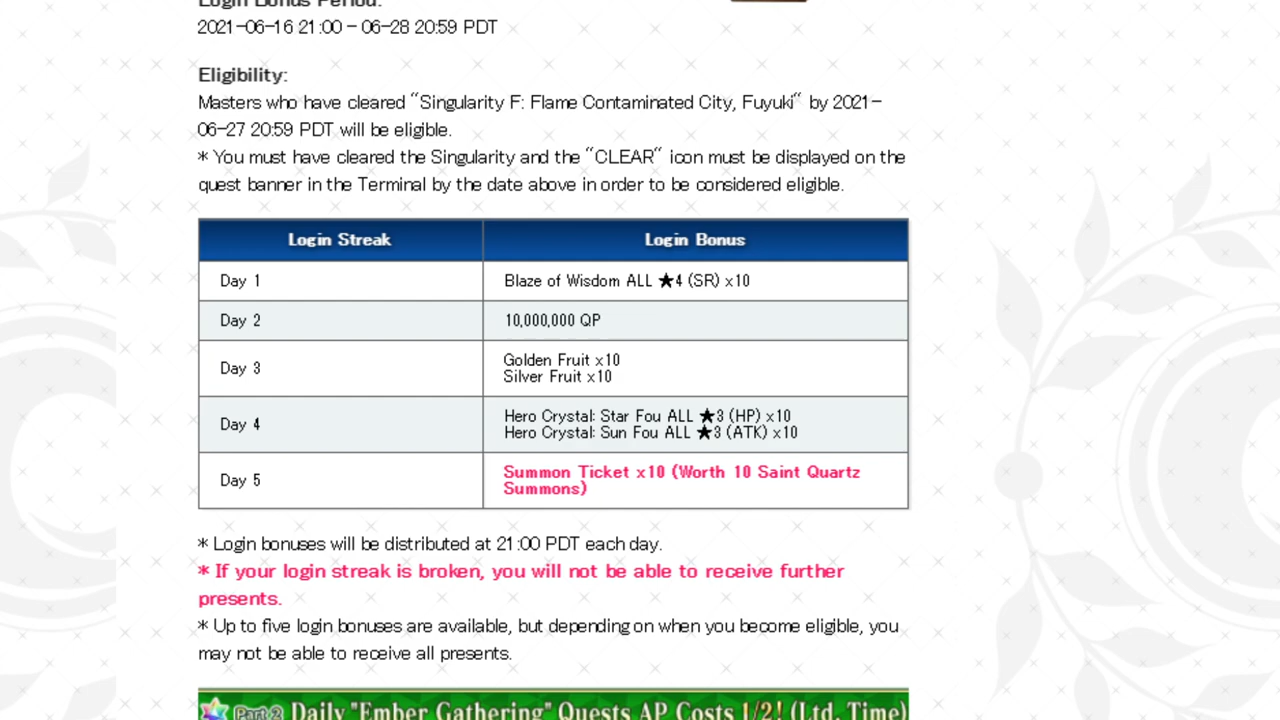 Login Bonus Period:
2021-06-16 21:00 - 06-28 20:59 PDT
Eligibility:
Masters who have cleared "Singularity F: Flame Contaminated City, Fuyuki" by 2021-
06-27 20:59 PDT will be eligible.
* You must have cleared the Singularity and the "CLEAR" icon must be displayed on the
quest banner in the Terminal by the date above in order to be considered eligible.
Login Streak Login Bonus
Day 1 Blaze of Wisdom ALL ★4 (SR) x10
Day 2 10,000,000 QP
Day 3 Golden Fruit x10
Silver Fruit x10
Day 4 Hero Crystal: Star Fou ALL ★3 (HP) x10
Hero Crystal: Sun Fou ALL ★3 (ATK) x10
Day 5 Summon Ticket x10 (Worth 10 Saint Quartz
Summons)
* Login bonuses will be distributed at 21:00 PDT each day.
* If your login streak is broken, you will not be able to receive further
presents.
* Up to five login bonuses are available, but depending on when you become eligible, you
may not be able to receive all presents.
Part 2 Daily "Ember Gathering" Quests AP Costs 1/2! (Ltd. Time)